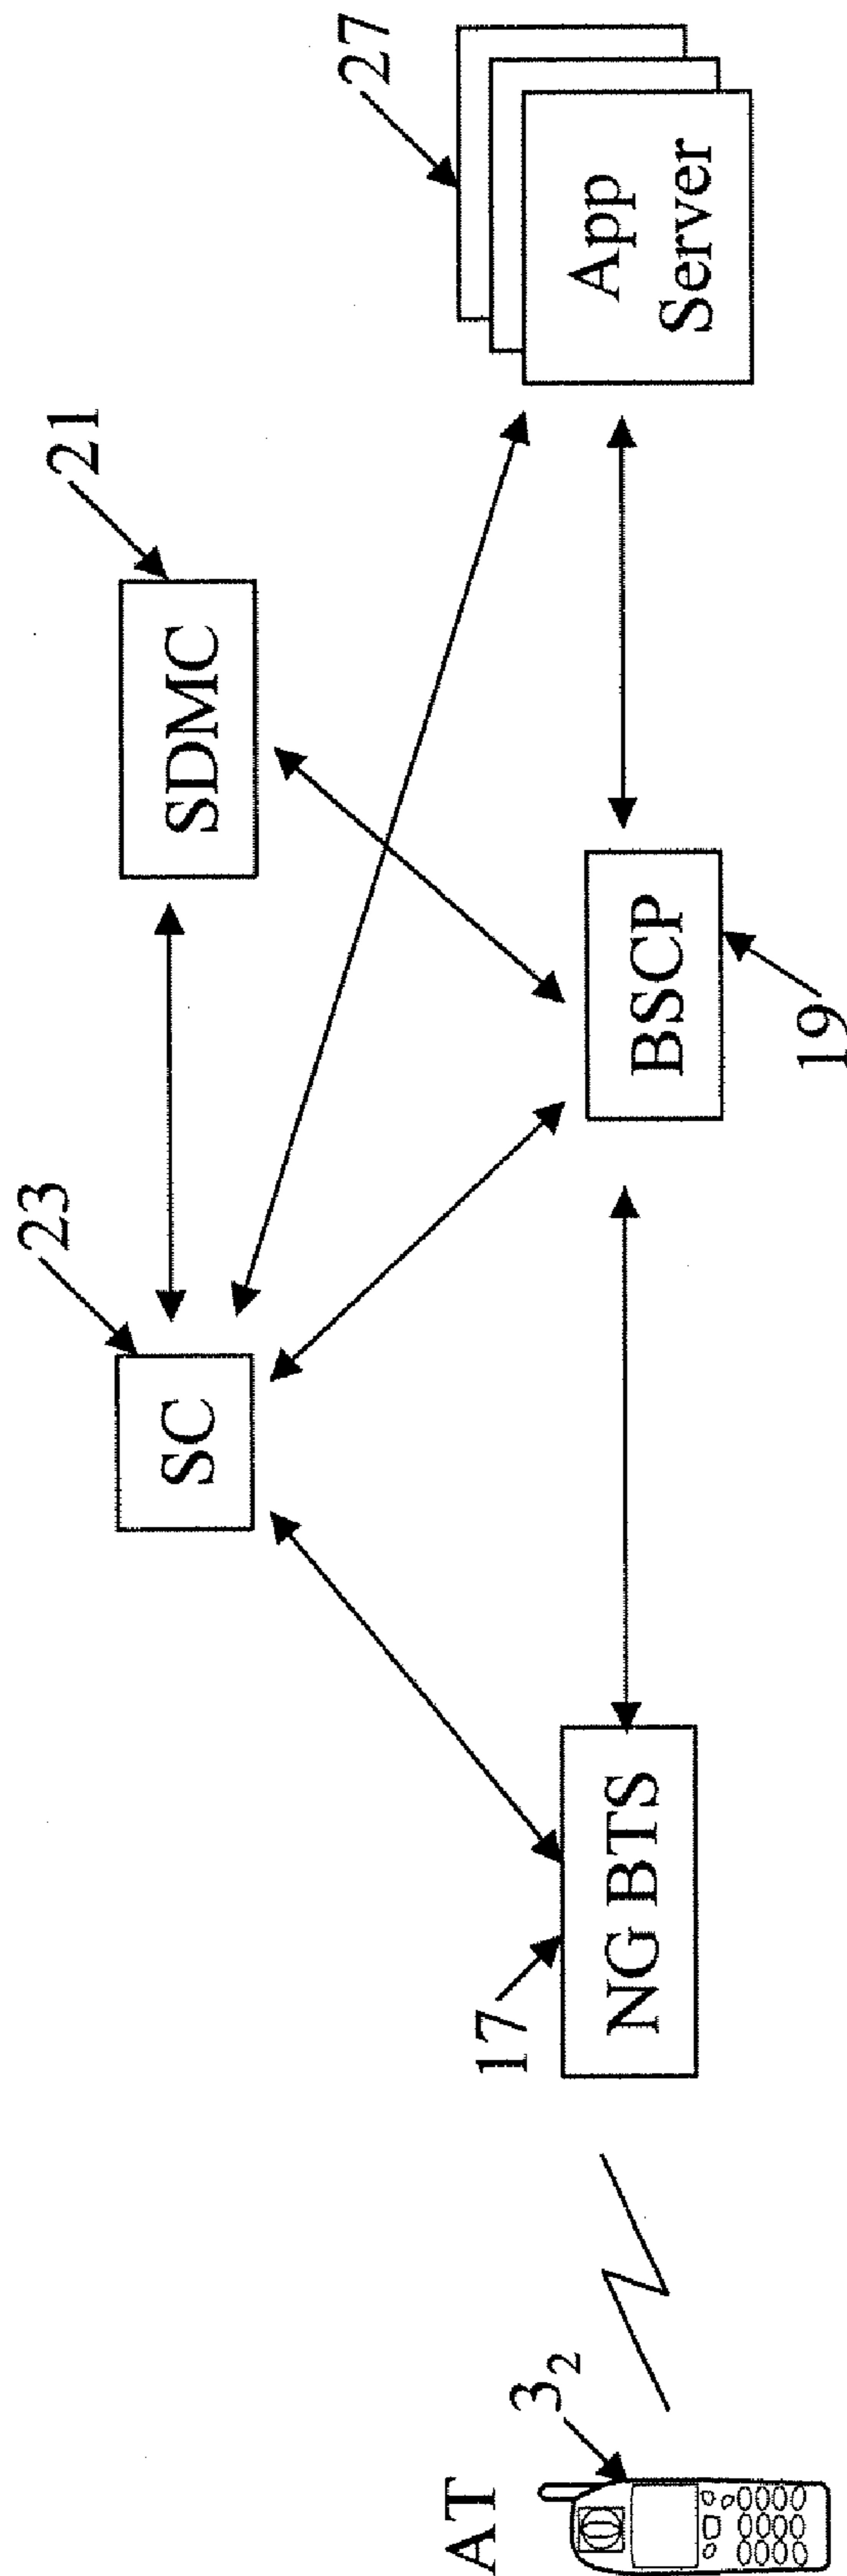 AT
3₂
17
NG BTS
23
SC
21
SDMC
19
BSCP
27
App
Server